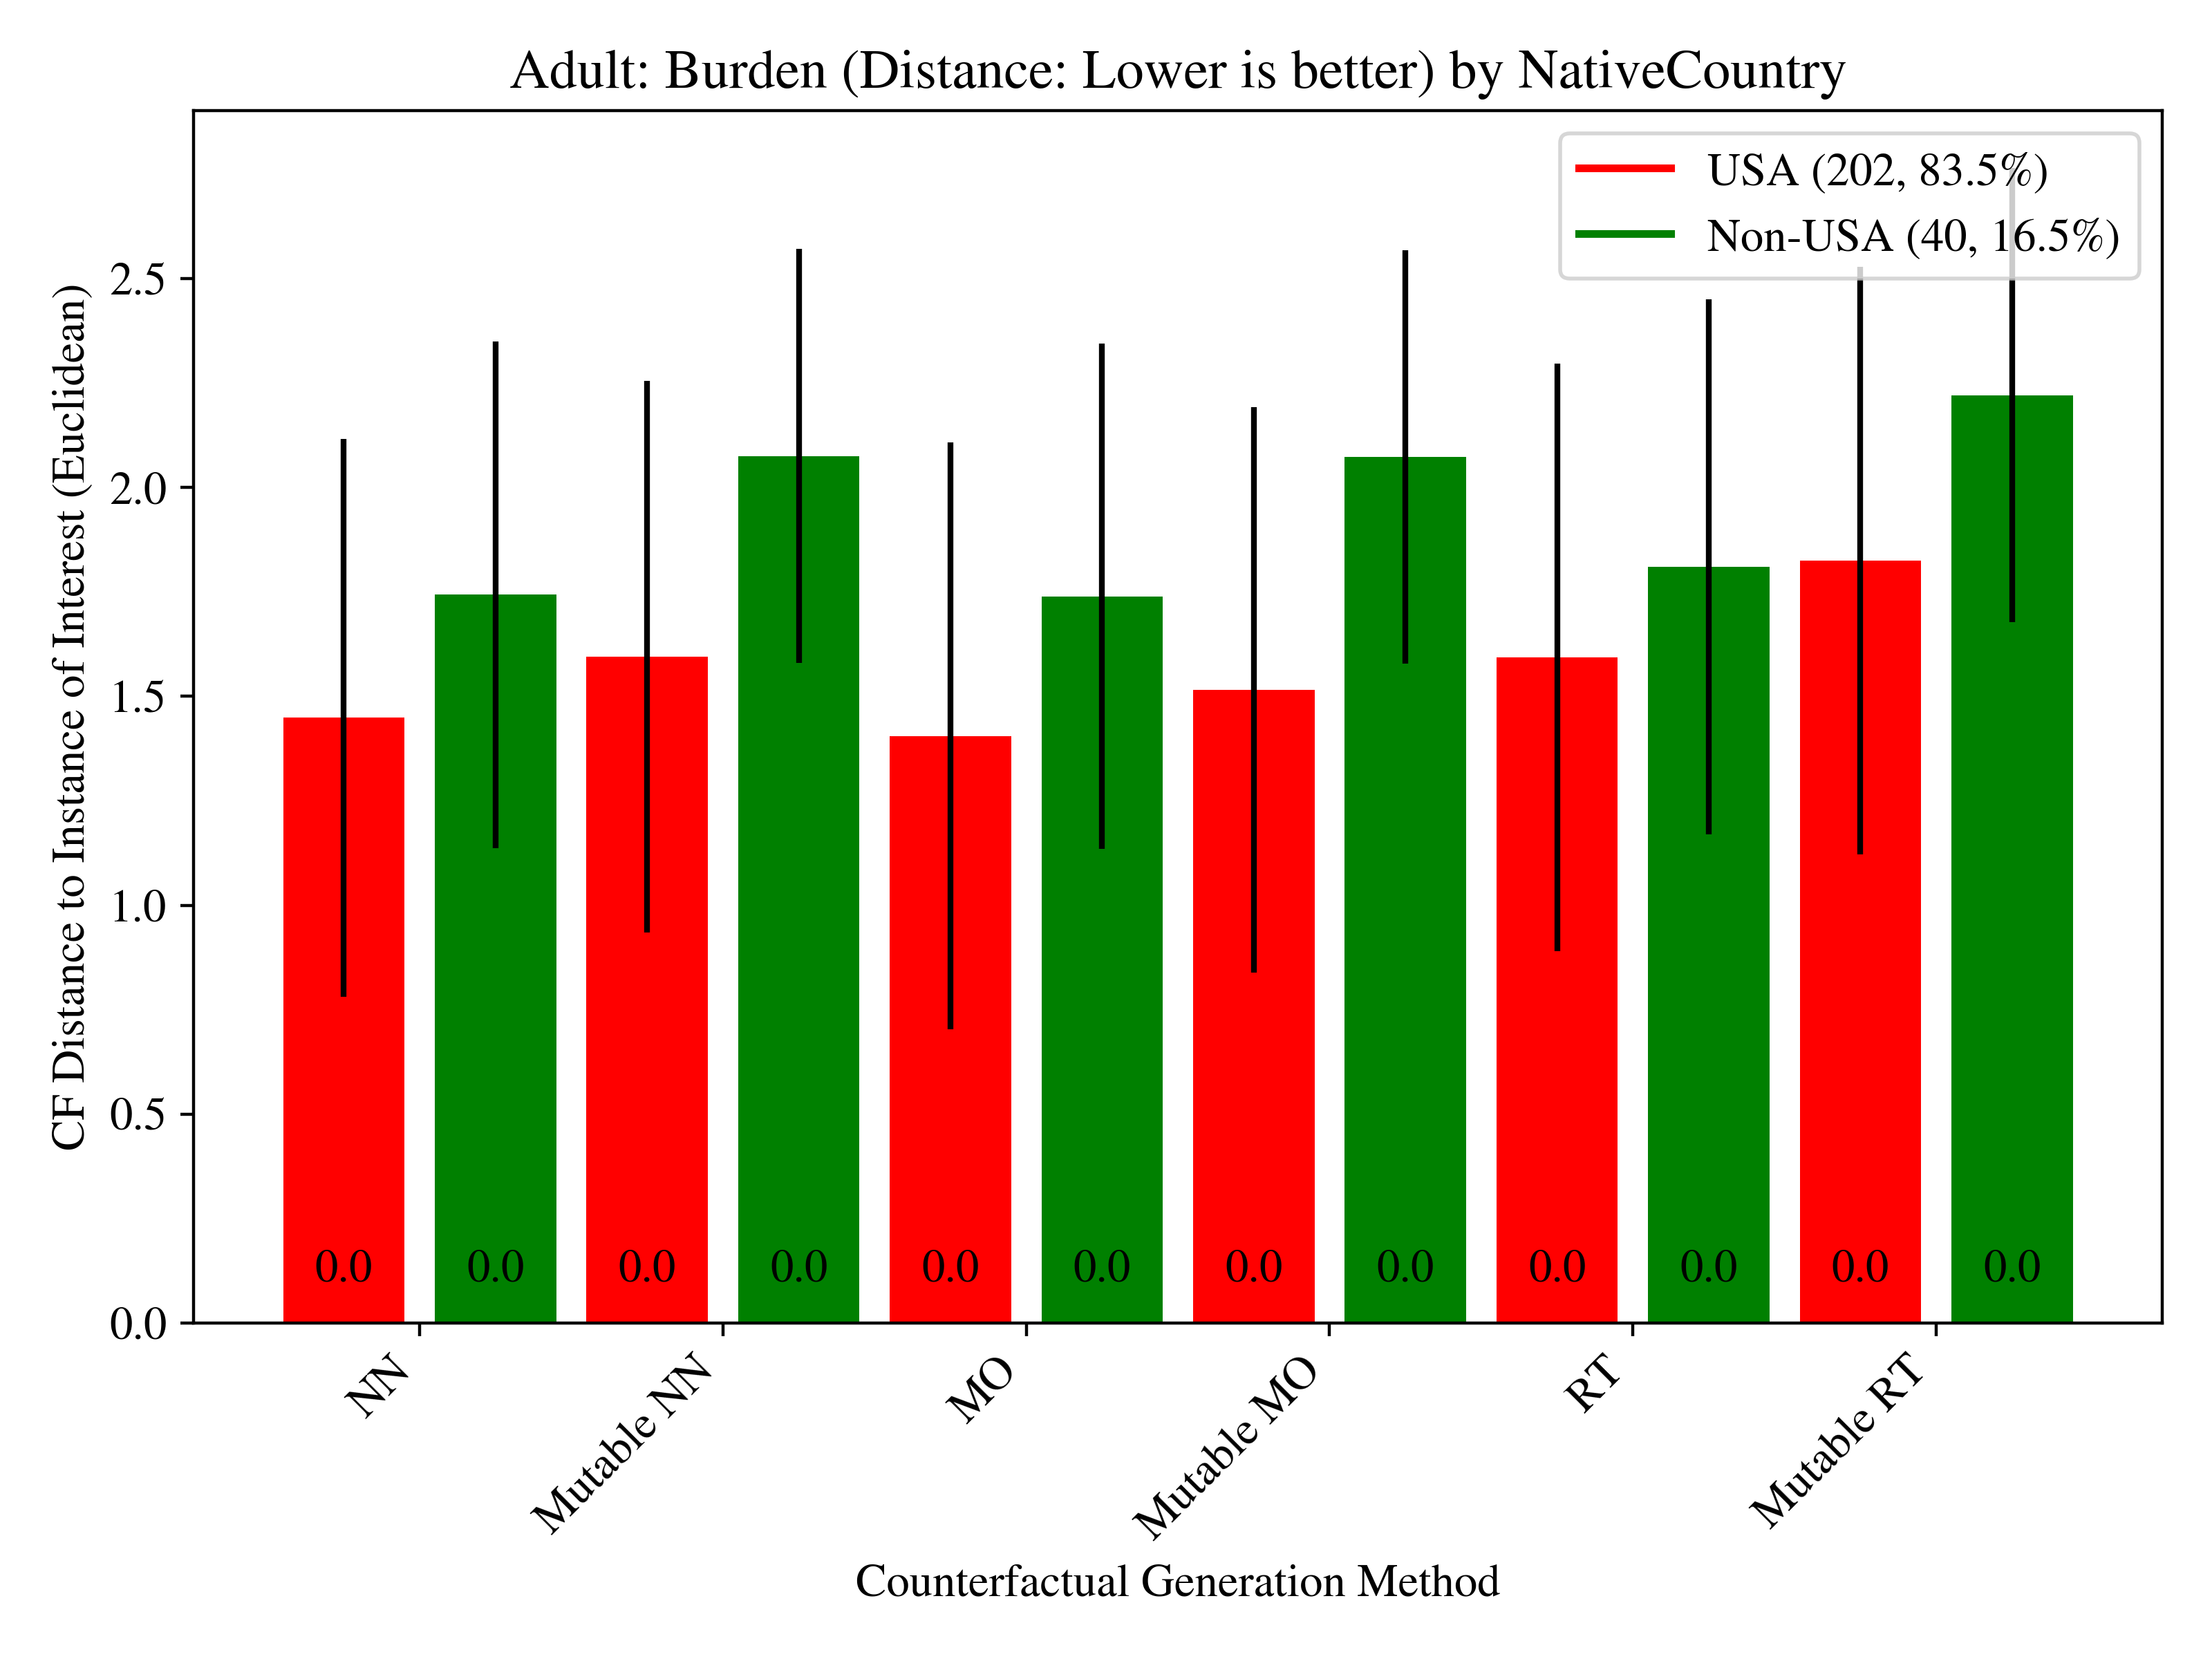 Adult: Burden (Distance: Lower is better) by NativeCountry
USA (202, 83.5%)
Non-USA (40, 16.5%)
CF Distance to Instance of Interest (Euclidean)
2.5
2.0
1.5
1.0
0.5
0.0
0.0 0.0 0.0 0.0 0.0 0.0 0.0 0.0 0.0 0.0 0.0 0.0
NN
Mutable NN
MO
Mutable MO
RT
Mutable RT
Counterfactual Generation Method